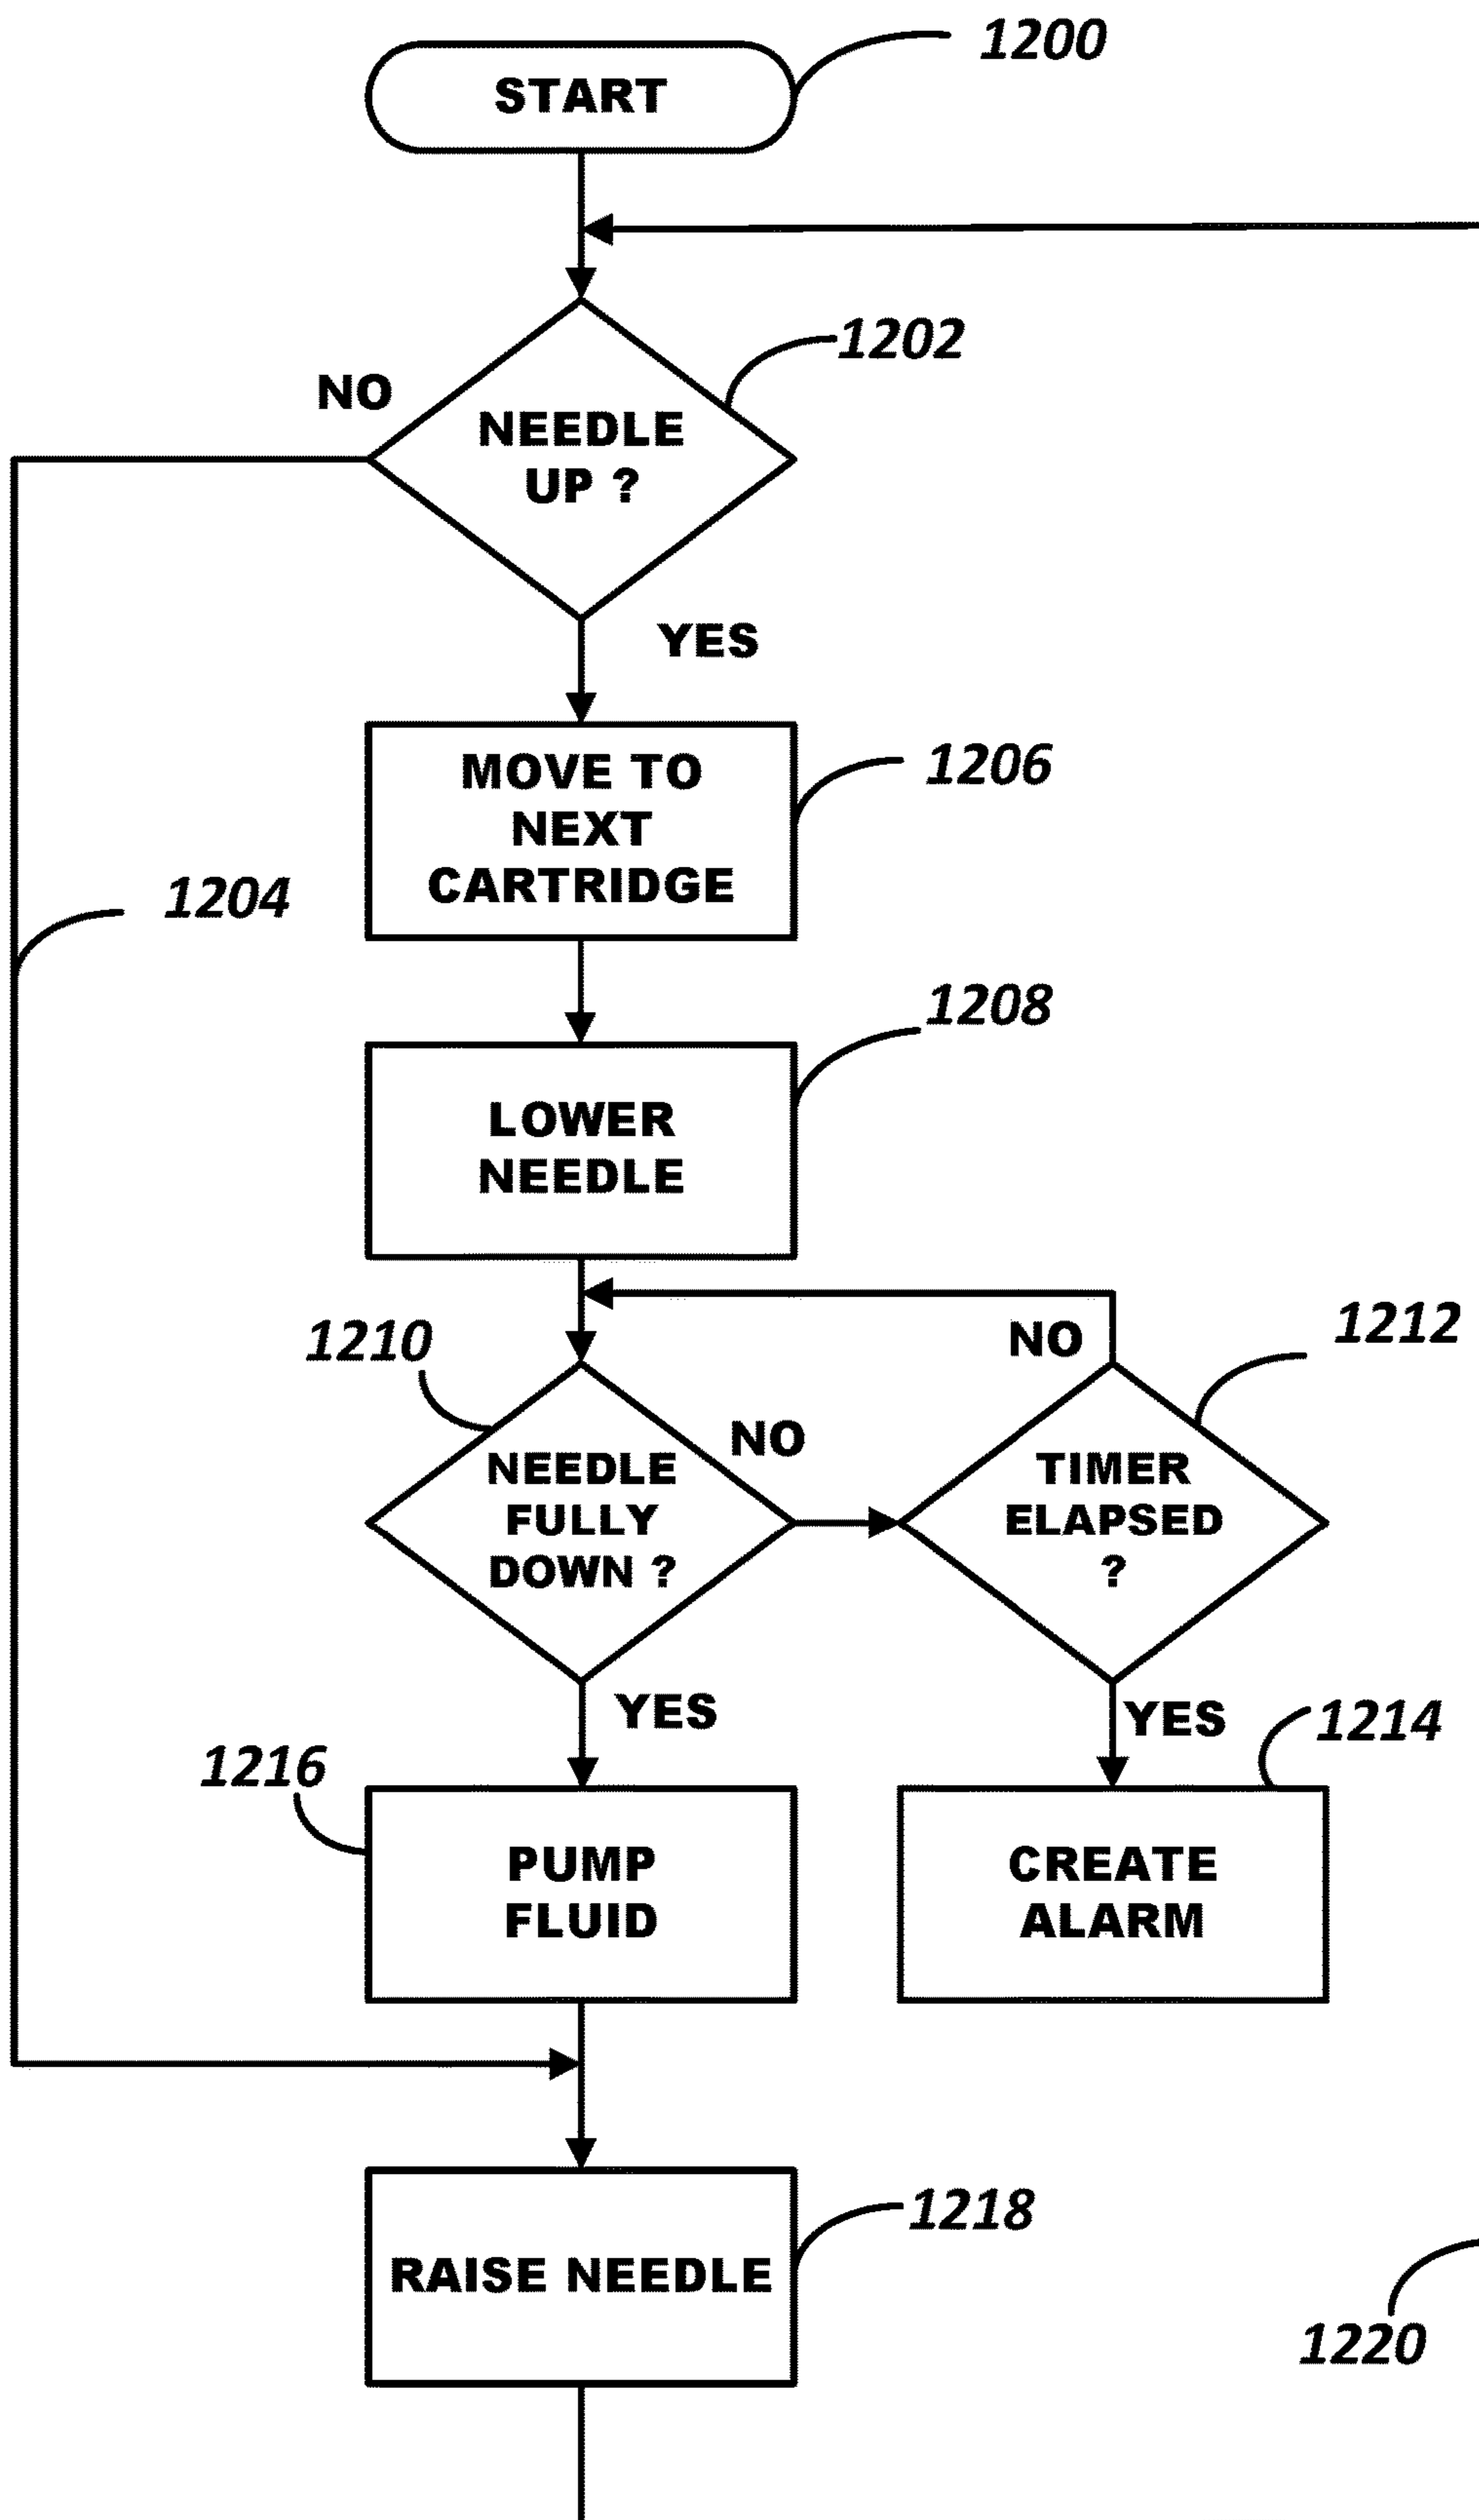 1200
START
1202
NO
NEEDLE
UP ?
YES
MOVE TO
NEXT
CARTRIDGE
1206
1204
1208
LOWER
NEEDLE
1210
NO
1212
NO
NEEDLE
FULLY
DOWN ?
TIMER
ELAPSED
?
YES
YES
1214
1216
PUMP
FLUID
CREATE
ALARM
1218
RAISE NEEDLE
1220